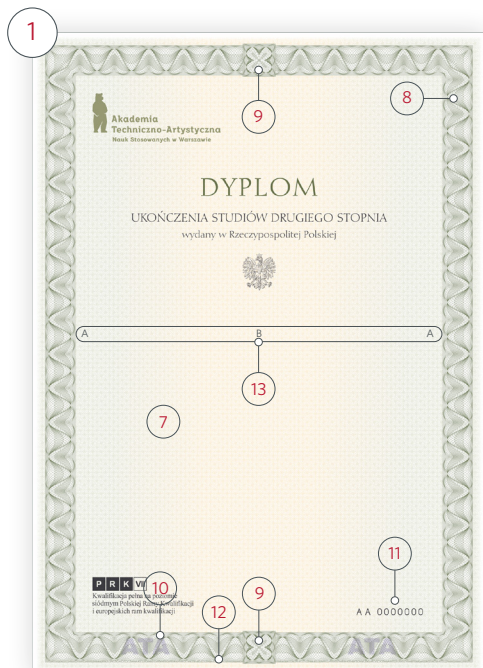 1
8
9
Akademia
Techniczno-Artystyczna
Nauk Stosowanych w Warszawie
DYPLOM
UKOŃCZENIA STUDIÓW DRUGIEGO STOPNIA
wydany w Rzeczypospolitej Polskiej
A B A
13
7
11
P R K VII
10
9
Kwalifikacja pełna na poziomie
siódmym Polskiej Ramy Kwalifikacji
i europejskich ram kwalifikacji
12
AA 0000000
ATA ATA